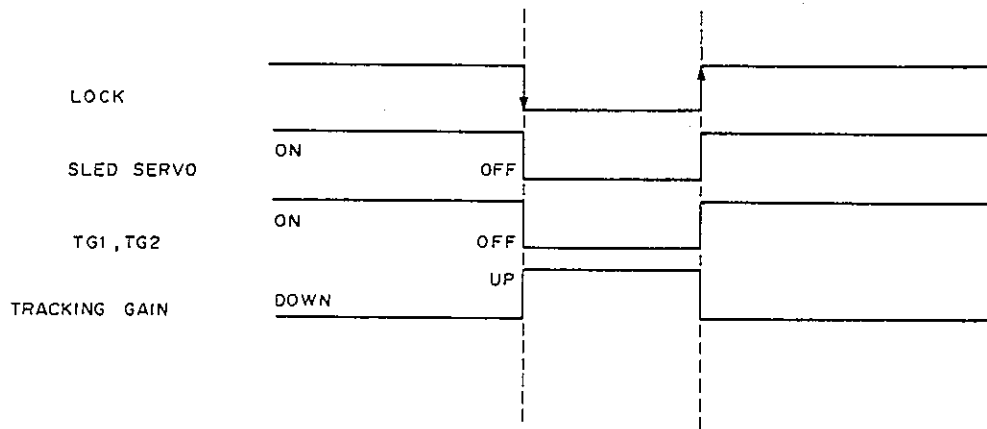 LOCK
ON
SLED SERVO OFF
ON
TG1, TG2 OFF
UP
TRACKING GAIN DOWN